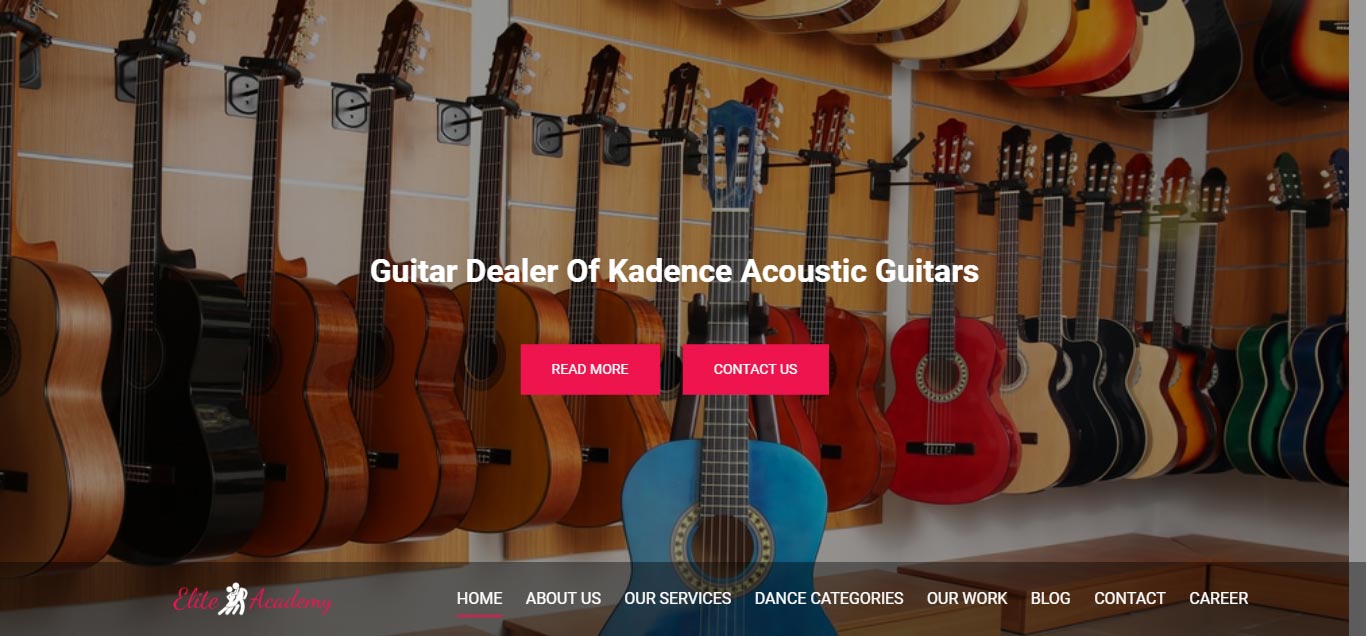 Guitar Dealer Of Kadence Acoustic Guitars
READ MORE CONTACT US
Elite Academy HOME ABOUT US OUR SERVICES DANCE CATEGORIES OUR WORK BLOG CONTACT CAREER